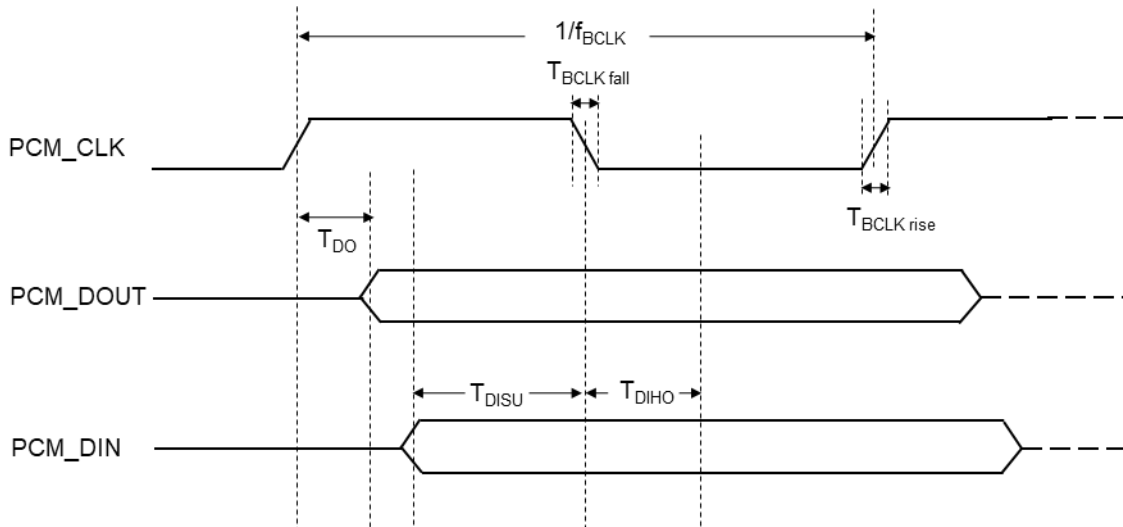 1/fBCLK
TBCLK fall
PCM_CLK
TBCLK rise
TDO
PCM_DOUT
TDISU TDIHO
PCM_DIN